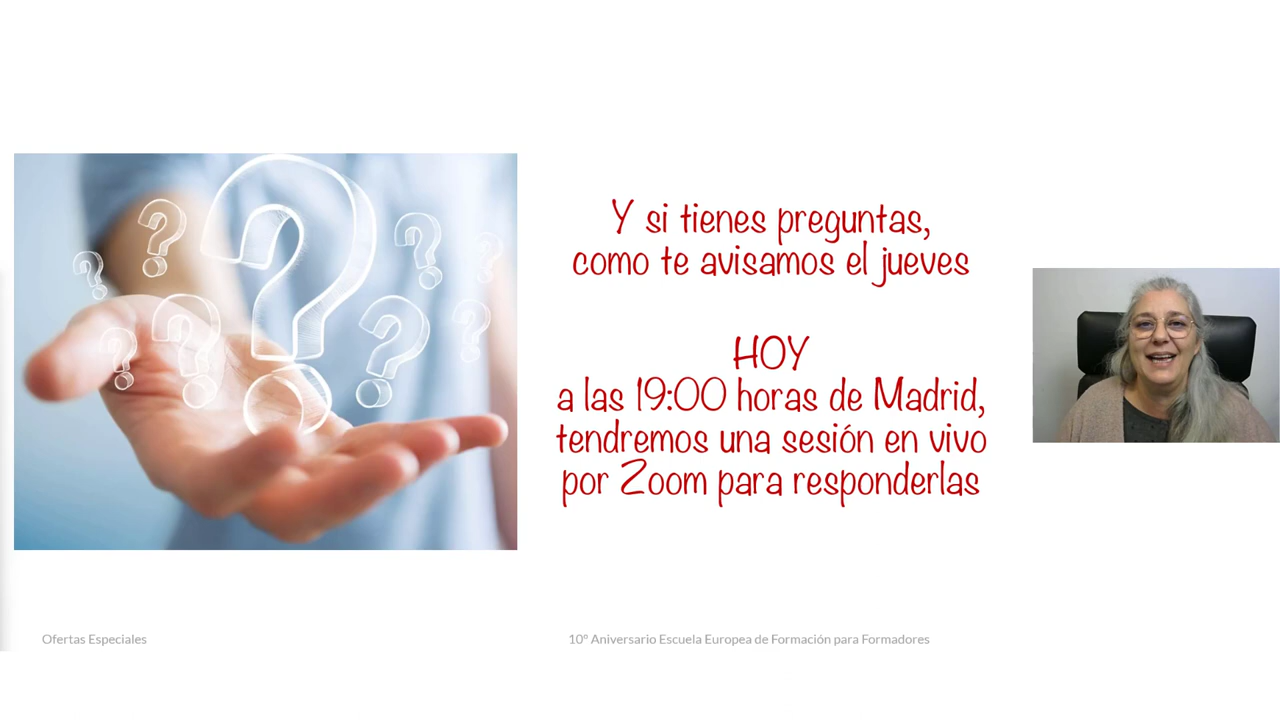 Y si tienes preguntas,
como te avisamos el jueves
HOY
a las 19:00 horas de Madrid,
tendremos una sesión en vivo
por Zoom para responderlas
Ofertas Especiales
10º Aniversario Escuela Europea de Formación para Formadores